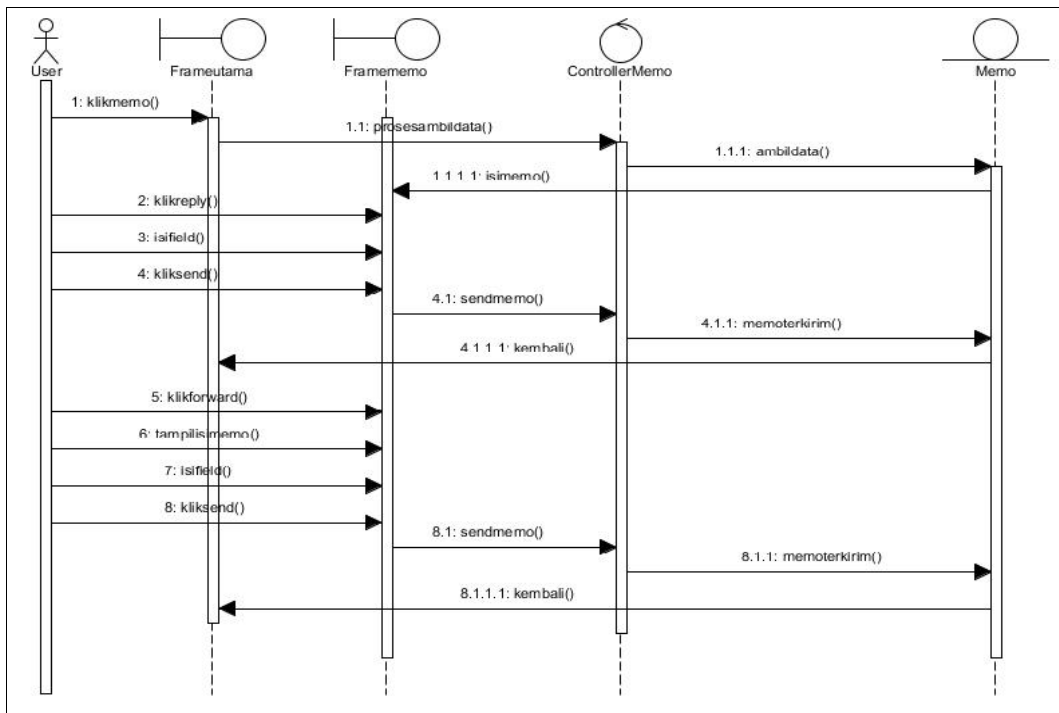 User
Frameutama
Framememo
ControllerMemo
Memo
1: klikmemo()
1.1: prosesambildata()
1.1.1: ambildata()
1.1.1.1: isimemo()
2: klikreply()
3: isifield()
4: kliksend()
4.1: sendmemo()
4.1.1: memoterkirim()
4.1.1.1: kembali()
5: klikforward()
6: tampilisimemo()
7: isifield()
8: kliksend()
8.1: sendmemo()
8.1.1: memoterkirim()
8.1.1.1: kembali()